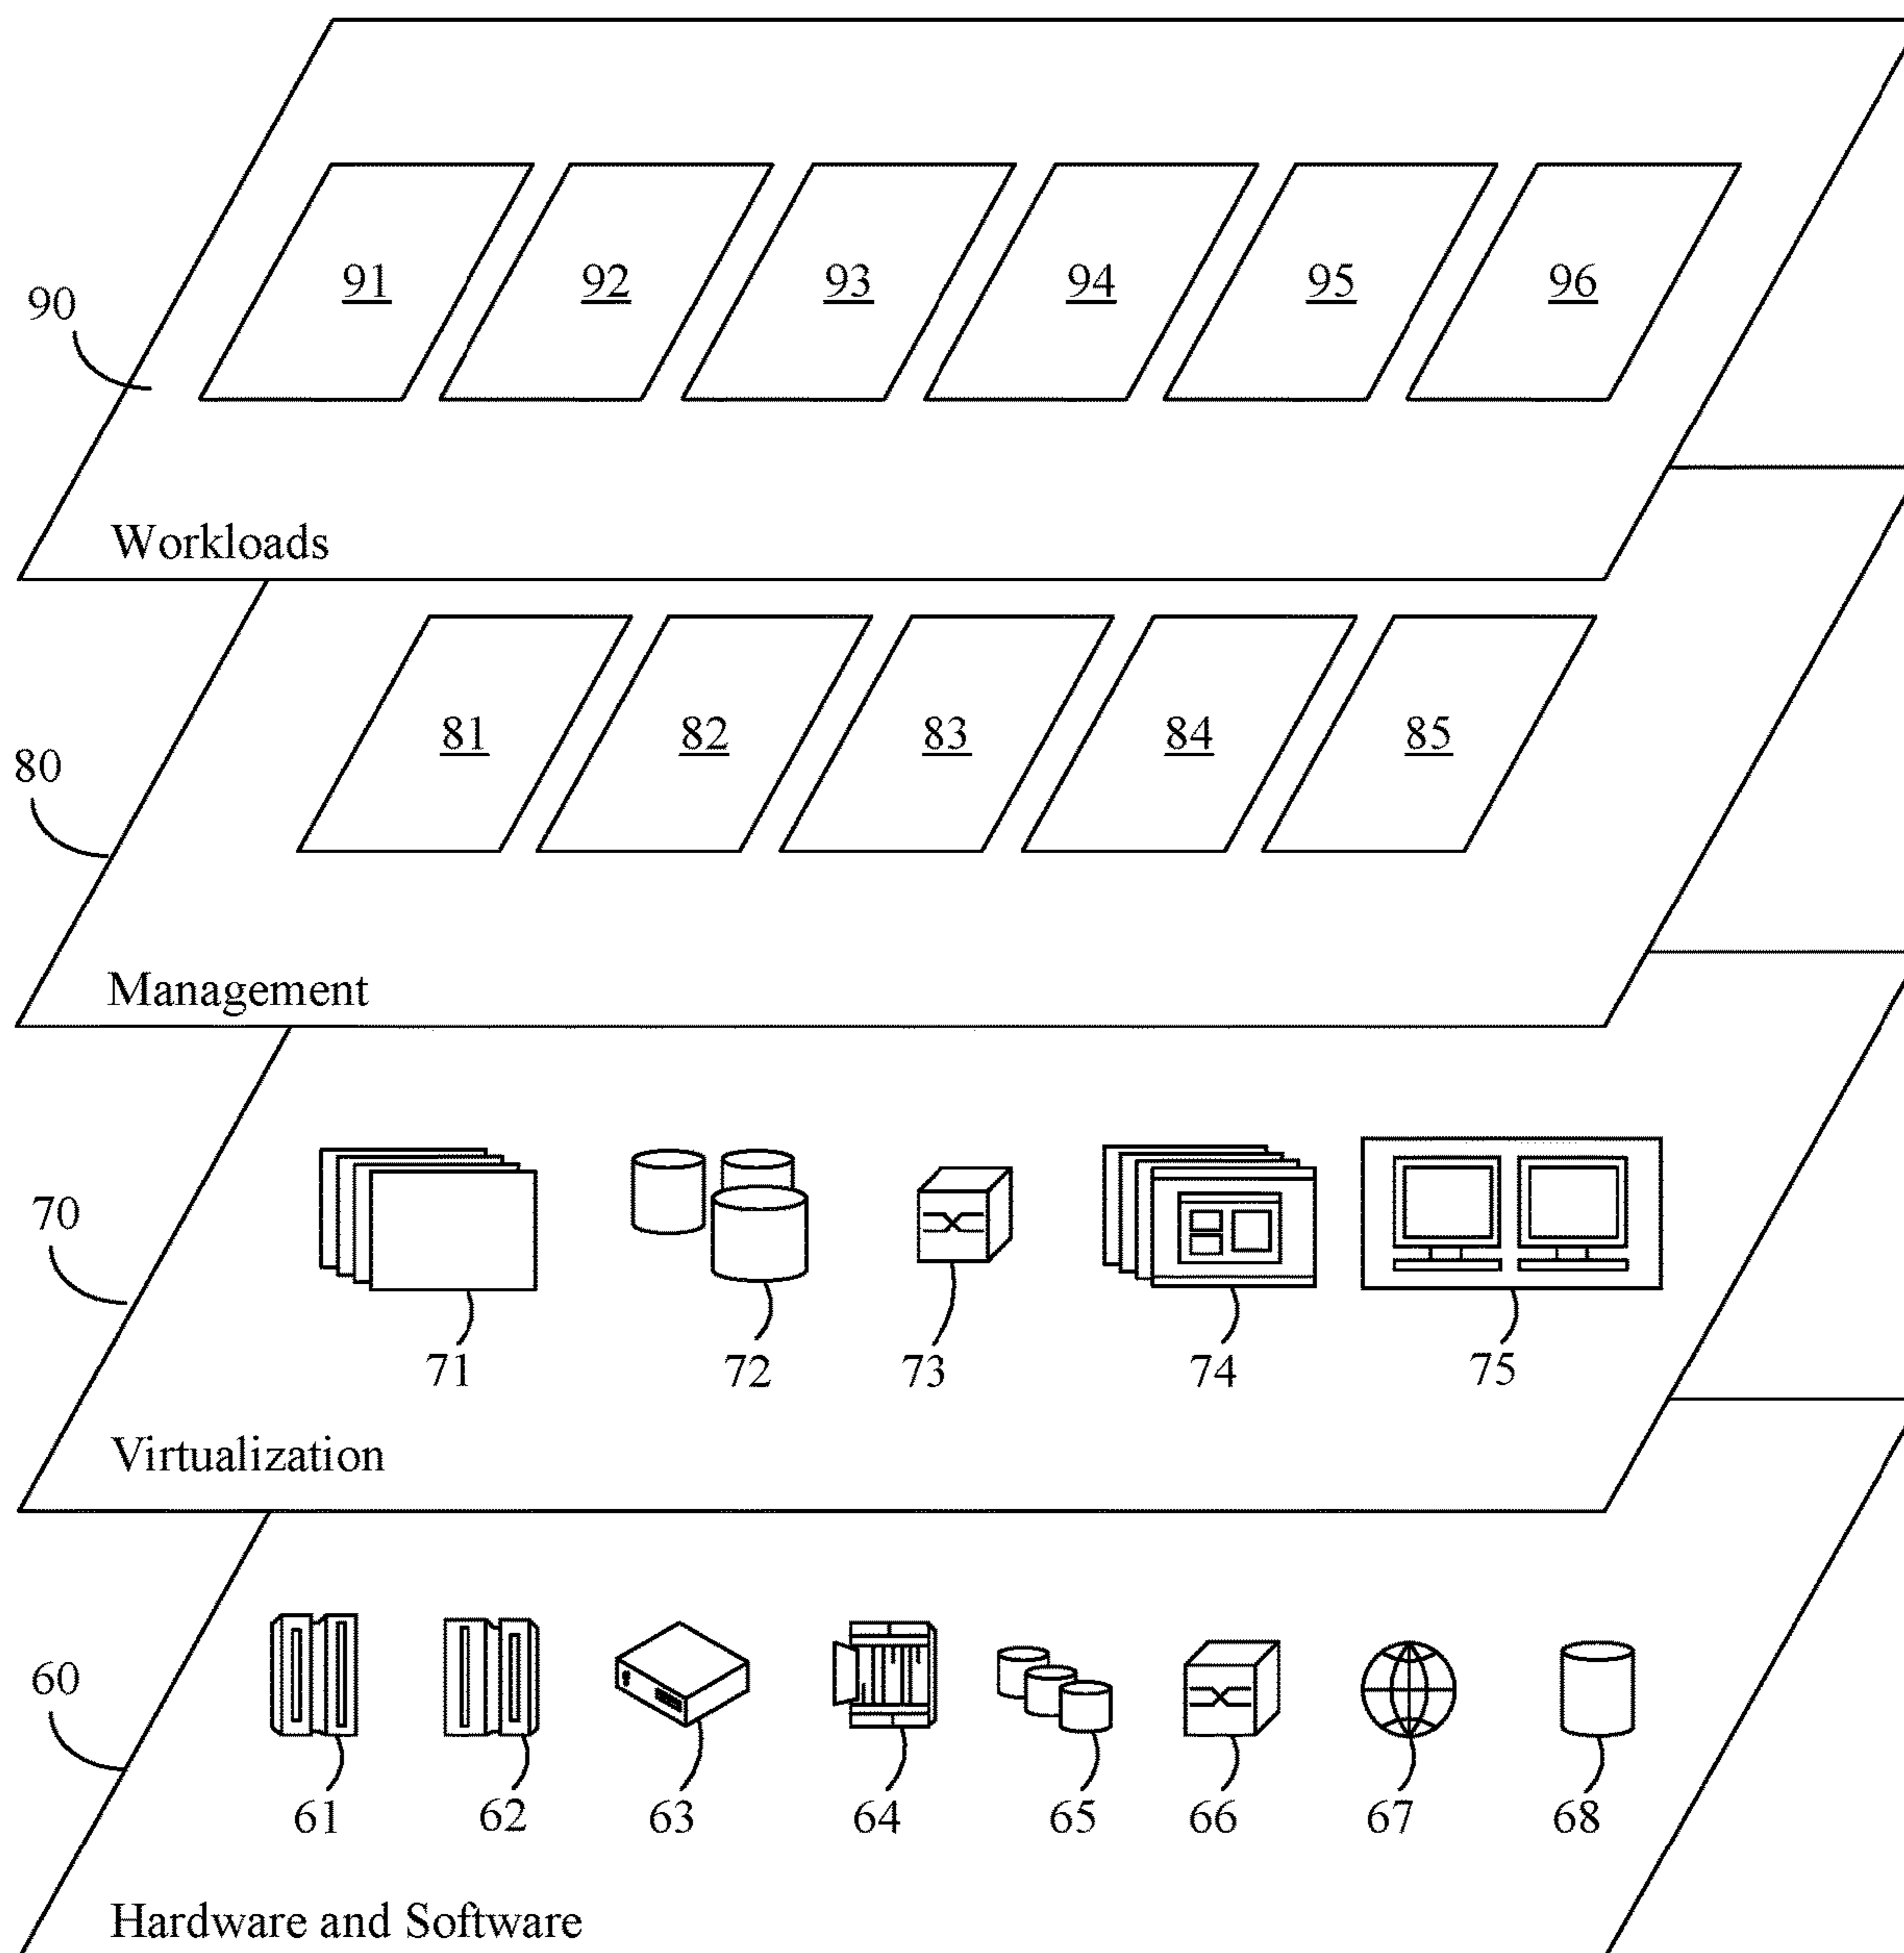 91 92 93 94 95 96
90
Workloads
81 82 83 84 85
80
Management
70
71 72 73 74 75
Virtualization
60
61 62 63 64 65 66 67 68
Hardware and Software